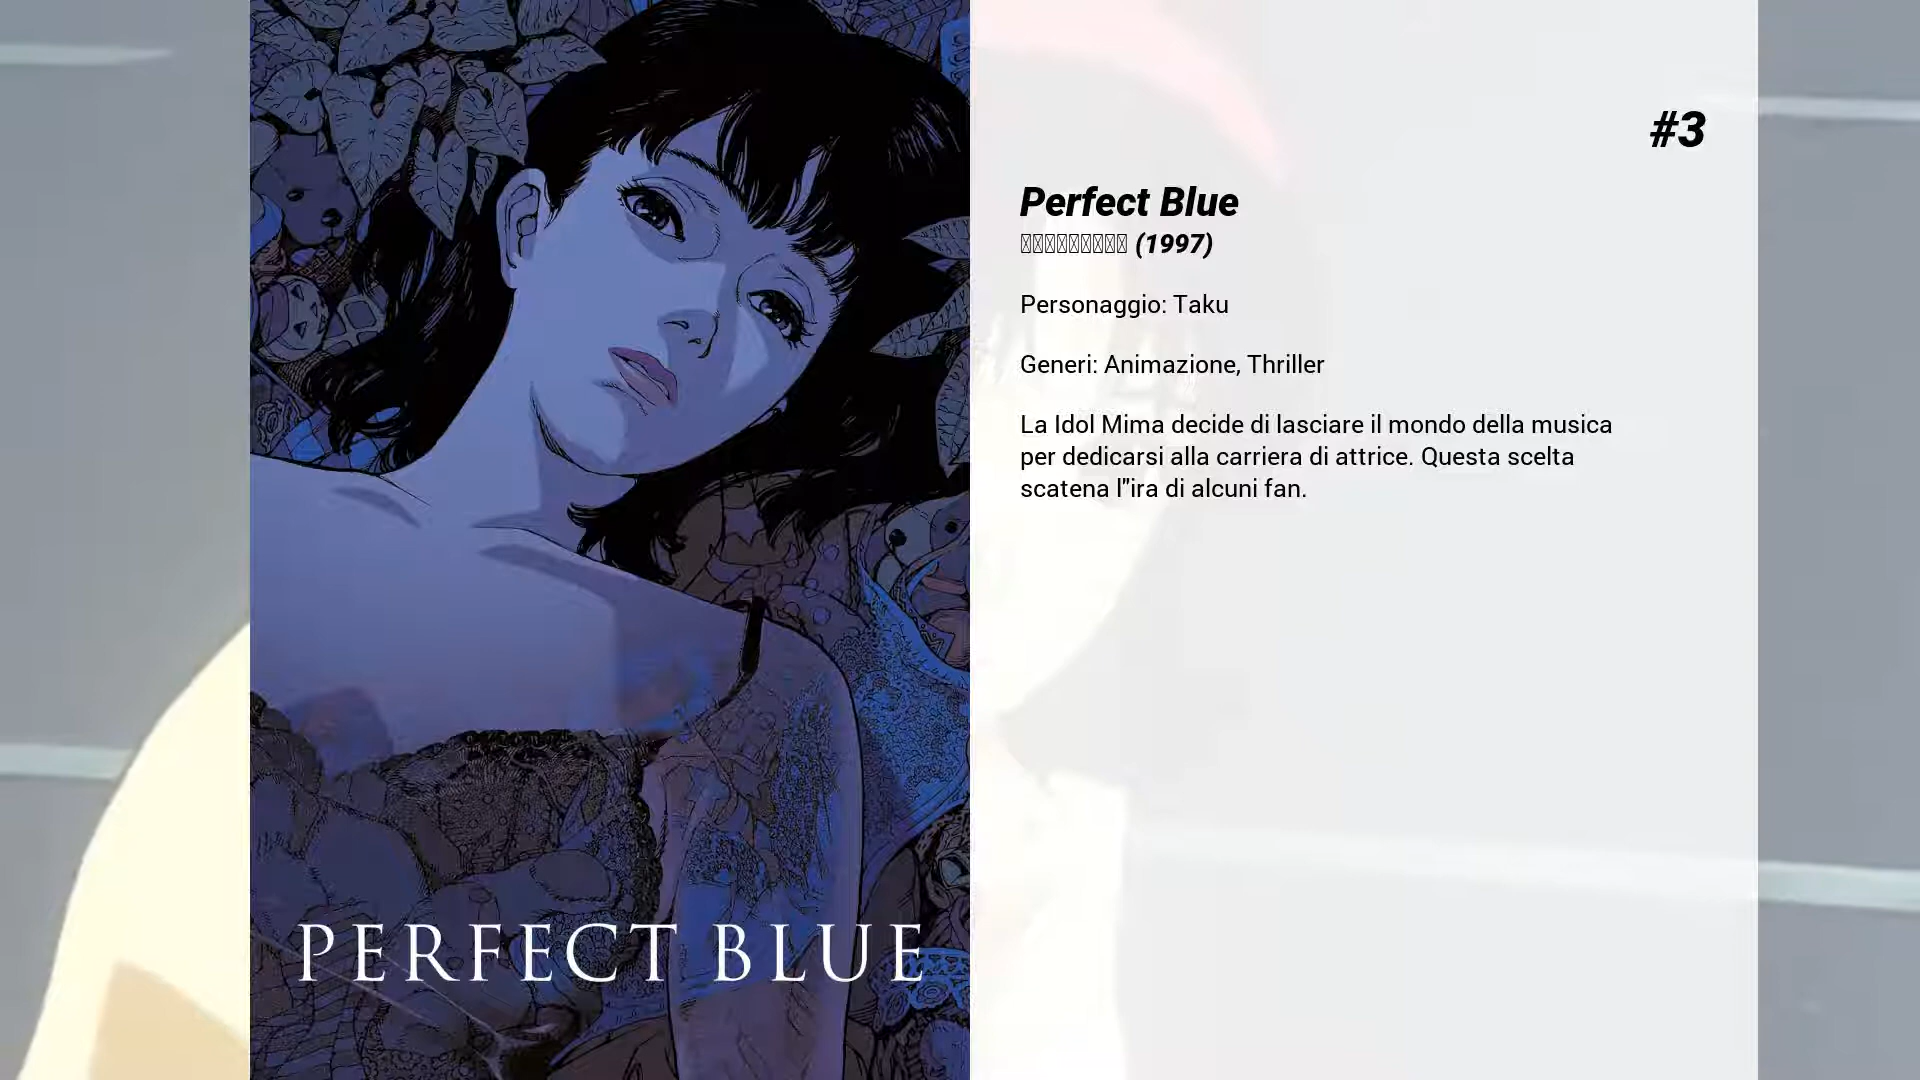 #3
Perfect Blue
(1997)
Personaggio: Taku
Generi: Animazione, Thriller
La Idol Mima decide di lasciare il mondo della musica
per dedicarsi alla carriera di attrice. Questa scelta
scatena l"ira di alcuni fan.
PERFECT BLUE